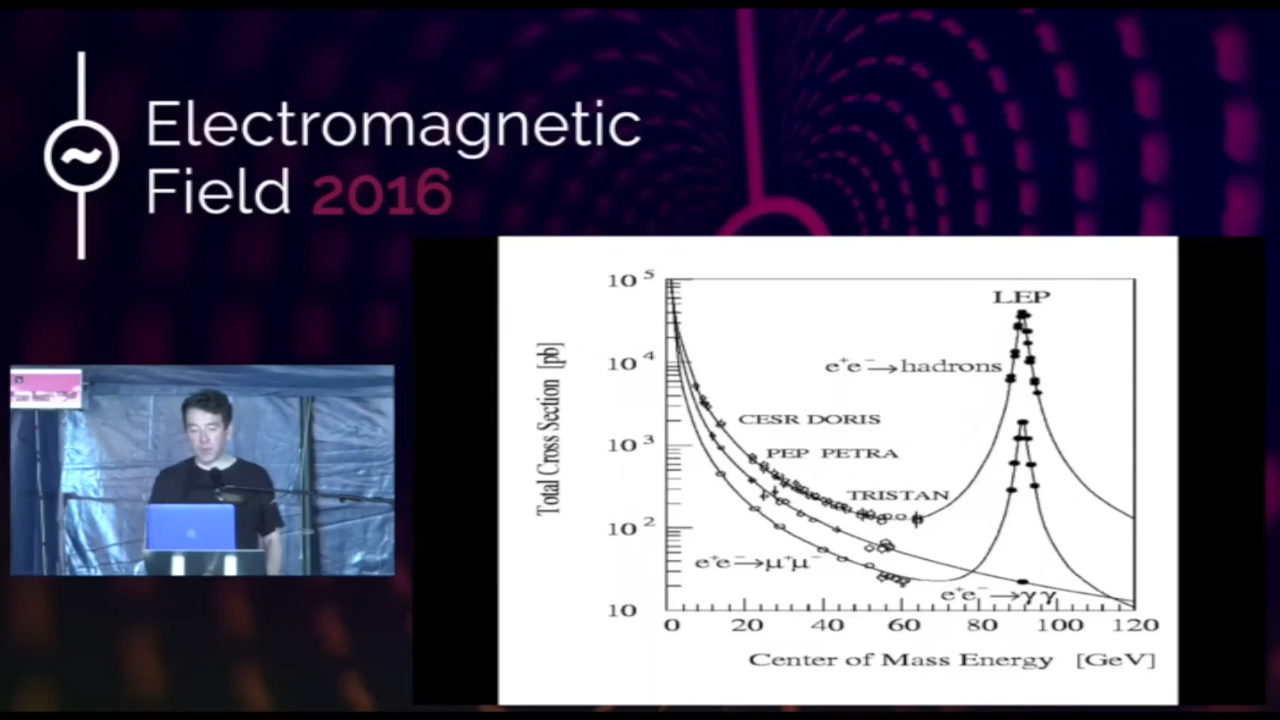 Electromagnetic
Field 2016
10⁵
LEP
10⁴
e⁺e⁻→hadrons
CESR DORIS
10³
PEP PETRA
TRISTAN
10²
e⁺e⁻→μ⁺μ⁻
e⁺e⁻→γγ
10
0 20 40 60 80 100 120
Total Cross Section [pb]
Center of Mass Energy [GeV]